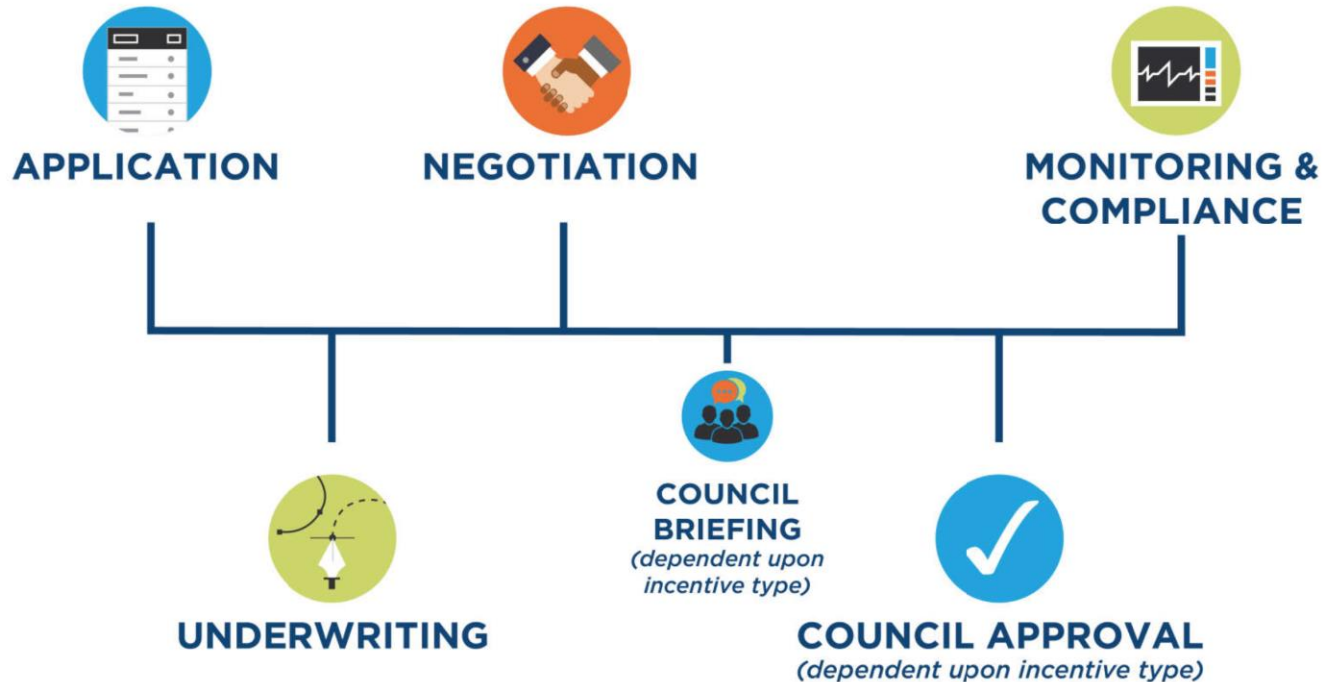 APPLICATION
NEGOTIATION
MONITORING &
COMPLIANCE
COUNCIL
BRIEFING
(dependent upon
incentive type)
UNDERWRITING
COUNCIL APPROVAL
(dependent upon incentive type)